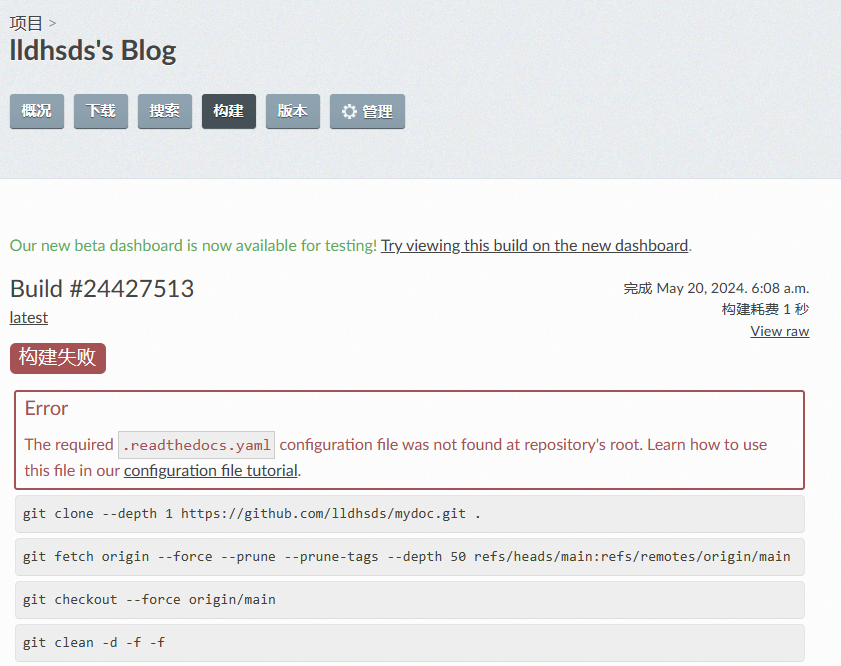 项目 >
lldhsds's Blog
概况 下载 搜索 构建 版本 管理
Our new beta dashboard is now available for testing! Try viewing this build on the new dashboard.
Build #24427513
完成 May 20, 2024. 6:08 a.m.
latest
构建耗费 1 秒
View raw
构建失败
Error
The required .readthedocs.yaml configuration file was not found at repository's root. Learn how to use
this file in our configuration file tutorial.
git clone --depth 1 https://github.com/lldhsds/mydoc.git .
git fetch origin --force --prune --prune-tags --depth 50 refs/heads/main:refs/remotes/origin/main
git checkout --force origin/main
git clean -d -f -f